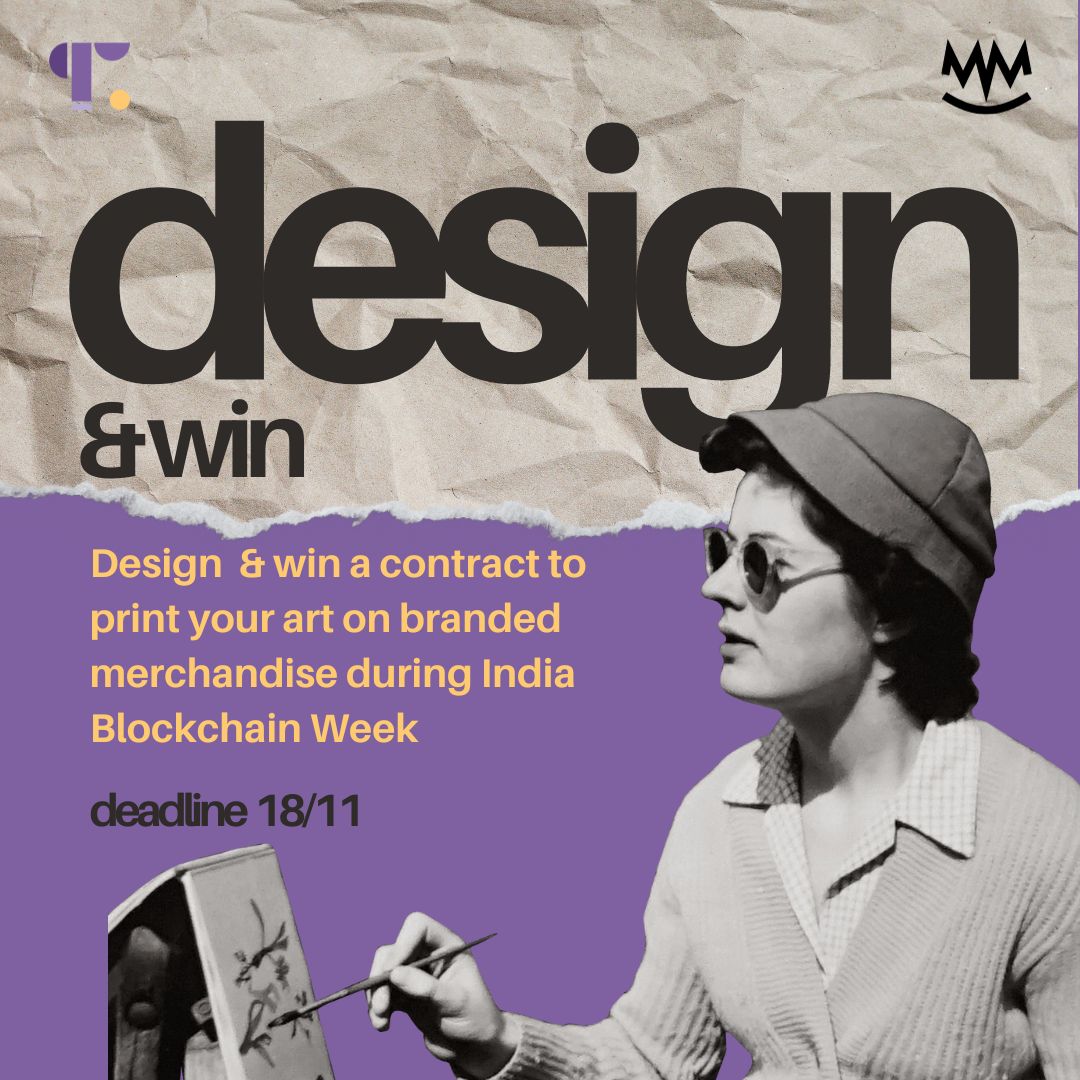 design
& win
Design & win a contract to
print your art on branded
merchandise during India
Blockchain Week
deadline 18/11